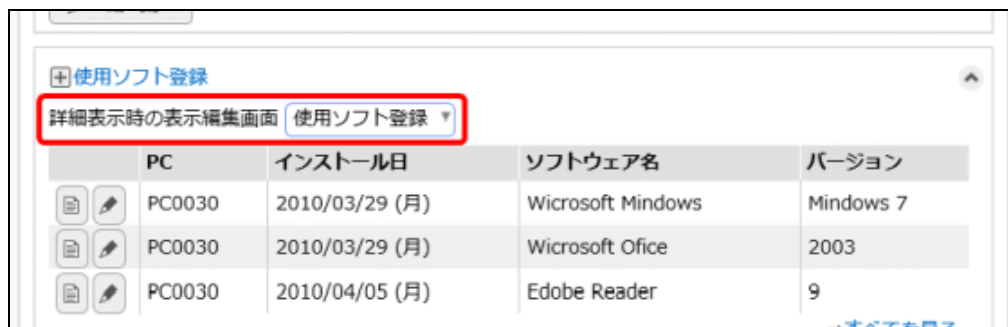 使用ソフト登録
詳細表示時の表示編集画面 使用ソフト登録
PC インストール日 ソフトウェア名 バージョン
PC0030 2010/03/29 (月) Wicrosoft Mindows Mindows 7
PC0030 2010/03/29 (月) Wicrosoft Ofice 2003
PC0030 2010/04/05 (月) Edobe Reader 9